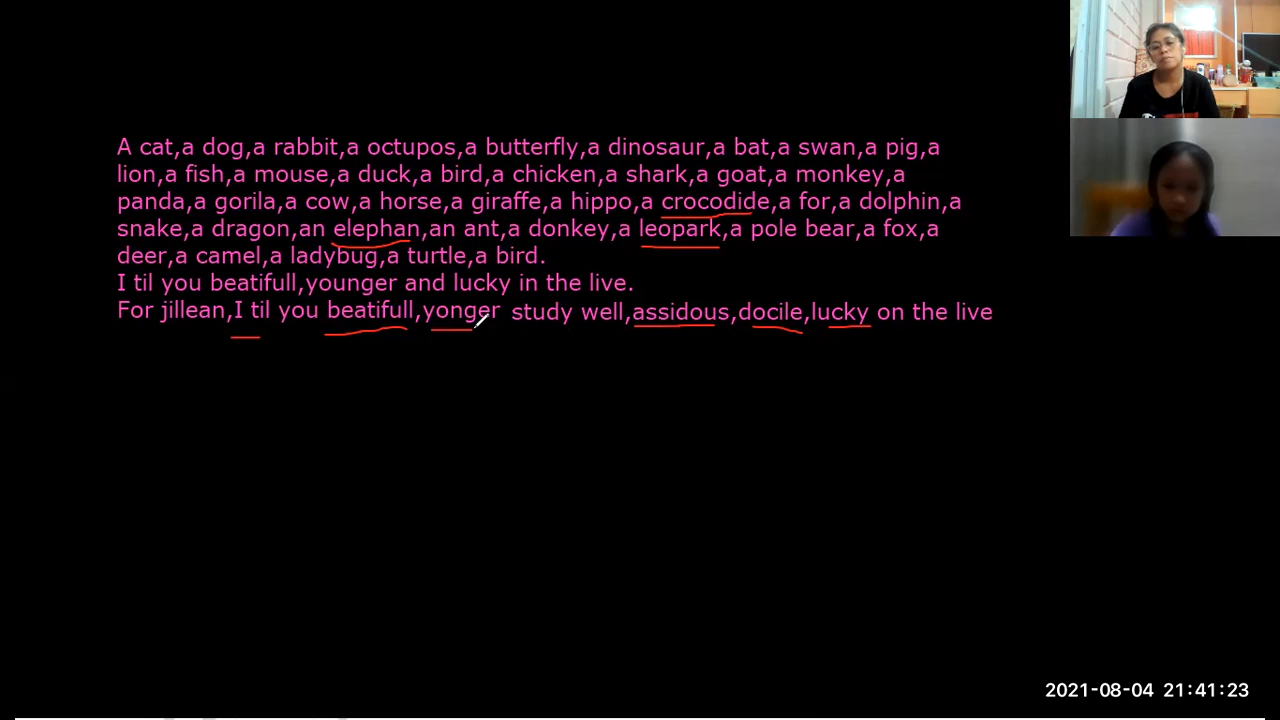 A cat,a dog,a rabbit,a octupos,a butterfly,a dinosaur,a bat,a swan,a pig,a
lion,a fish,a mouse,a duck,a bird,a chicken,a shark,a goat,a monkey,a
panda,a gorila,a cow,a horse,a giraffe,a hippo,a crocodide,a for,a dolphin,a
snake,a dragon,an elephan,an ant,a donkey,a leopark,a pole bear,a fox,a
deer,a camel,a ladybug,a turtle,a bird.
I til you beatifull,younger and lucky in the live.
For jillean,I til you beatifull,yonger study well,assidous,docile,lucky on the live
2021-08-04 21:41:23